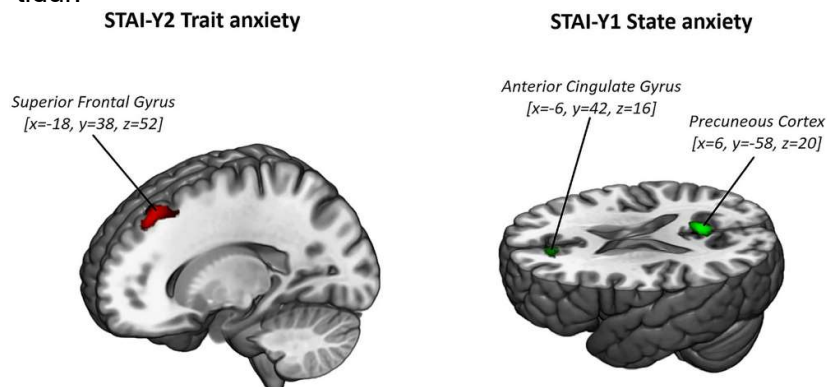 STAI-Y2 Trait anxiety
Superior Frontal Gyrus
[x=-18, y=38, z=52]
STAI-Y1 State anxiety
Anterior Cingulate Gyrus
[x=-6, y=42, z=16]
Precuneous Cortex
[x=6, y=-58, z=20]